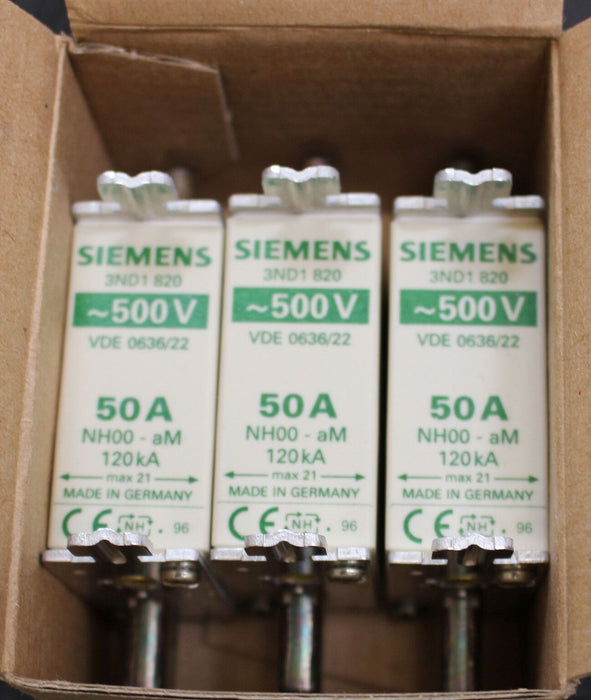 SIEMENS
3ND1 820
~500 V
VDE 0636/22
50 A
NH00 - aM
120 kA
max 21
MADE IN GERMANY
CE NH . 96
SIEMENS
3ND1 820
~500 V
VDE 0636/22
50 A
NH00 - aM
120 kA
max 21
MADE IN GERMANY
CE NH . 96
SIEMENS
3ND1 820
~500 V
VDE 0636/22
50 A
NH00 - aM
120 kA
max 21
MADE IN GERMANY
CE NH . 96